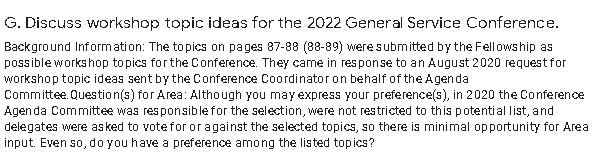 G. Discuss workshop topic ideas for the 2022 General Service Conference.
Background Information: The topics on pages 87-88 (88-89) were submitted by the Fellowship as
possible workshop topics for the Conference. They came in response to an August 2020 request for
workshop topic ideas sent by the Conference Coordinator on behalf of the Agenda
Committee.Question(s) for Area: Although you may express your preference(s), in 2020 the Conference
Agenda Committee was responsible for the selection, were not restricted to this potential list, and
delegates were asked to vote for or against the selected topics, so there is minimal opportunity for Area
input. Even so, do you have a preference among the listed topics?